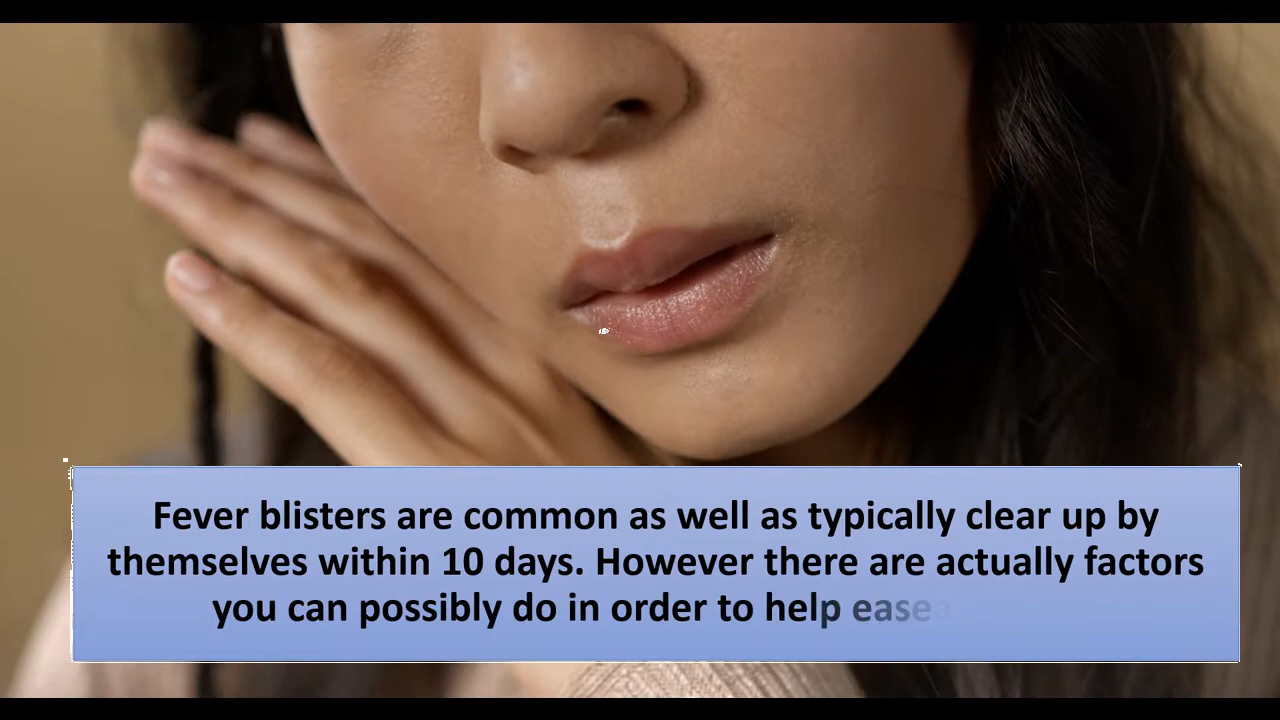 Fever blisters are common as well as typically clear up by
themselves within 10 days. However there are actually factors
you can possibly do in order to help ease